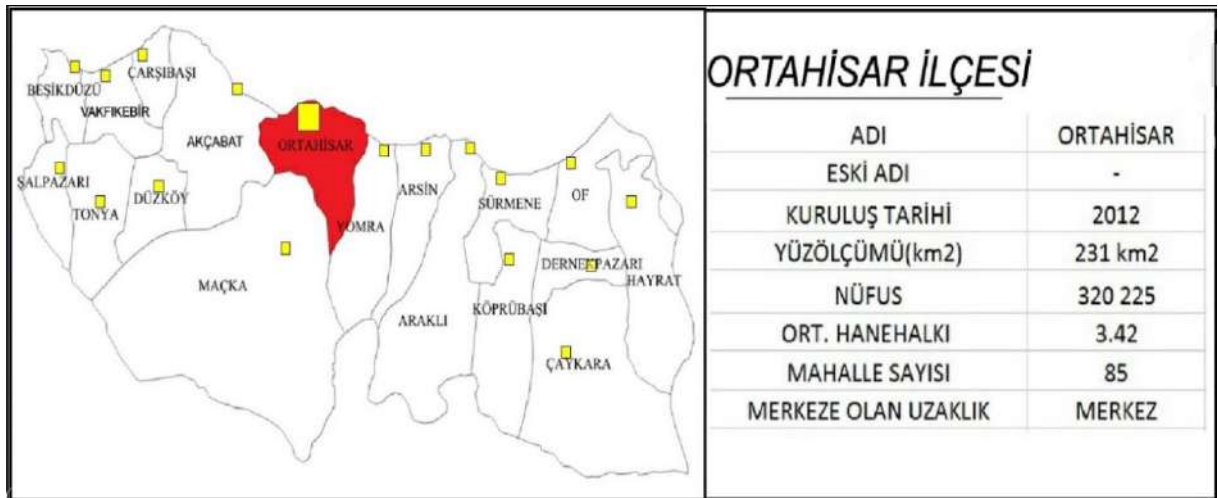 ÇARŞIBAŞI
BEŞİKDÜZÜ
VAKFIKEBİR
AKÇABAT
ORTAHİSAR
ŞALPAZARI
DÜZKÖY
TONYA
ARSİN
YOMRA
SÜRMENE
OF
MAÇKA
DERNEKPAZARI
HAYRAT
KÖPRÜBAŞI
ARAKLI
ÇAYKARA
ORTAHİSAR İLÇESİ
ADI ORTAHİSAR
ESKİ ADI -
KURULUŞ TARİHİ 2012
YÜZÖLÇÜMÜ(km2) 231 km2
NÜFUS 320 225
ORT. HANEHALKI 3.42
MAHALLE SAYISI 85
MERKEZE OLAN UZAKLIK MERKEZ